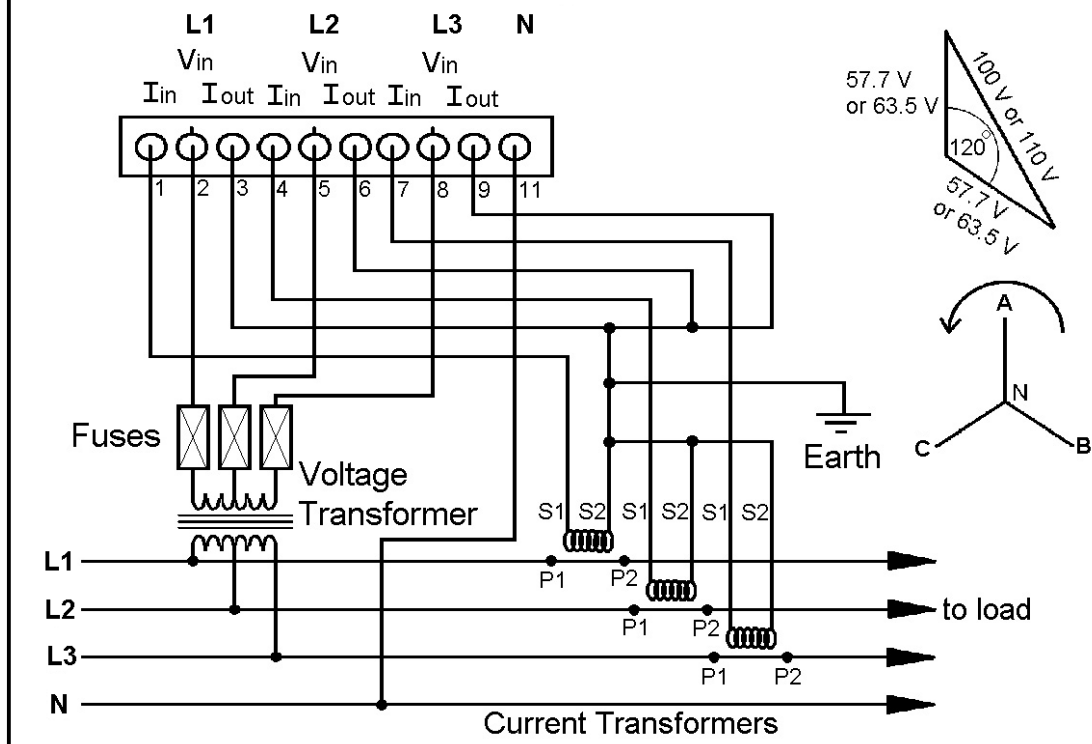 L1 L2 L3 N
Vin Vin Vin
Iin Iout Iin Iout Iin Iout
1 2 3 4 5 6 7 8 9 11
57.7 V
or 63.5 V
100 V or 110 V
120°
57.7 V
or 63.5 V
A
N
C B
Fuses
Voltage
Transformer
Earth
S1 S2 S1 S2 S1 S2
L1
P1 P2
L2
to load
P1 P2
L3
P1 P2
N
Current Transformers